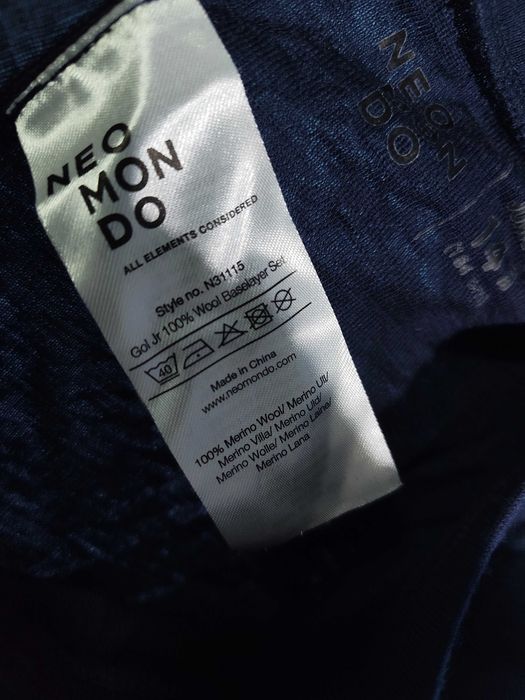 NEO
MON
DO
ALL ELEMENTS CONSIDERED
Style no. N31115
Gol Jr 100% Wool Baselayer Set
40
Made in China
www.neomondo.com
100% Merino Wool/ Merino Ull/
Merino Villa/ Merino Uld/
Merino Wolle/ Merino Laine/
Merino Lana
NEO
N
DO